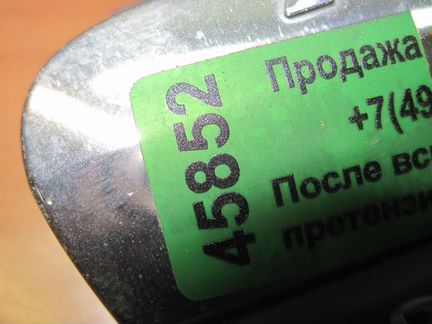 45852
Продажа
+7(49
После вс
претензи